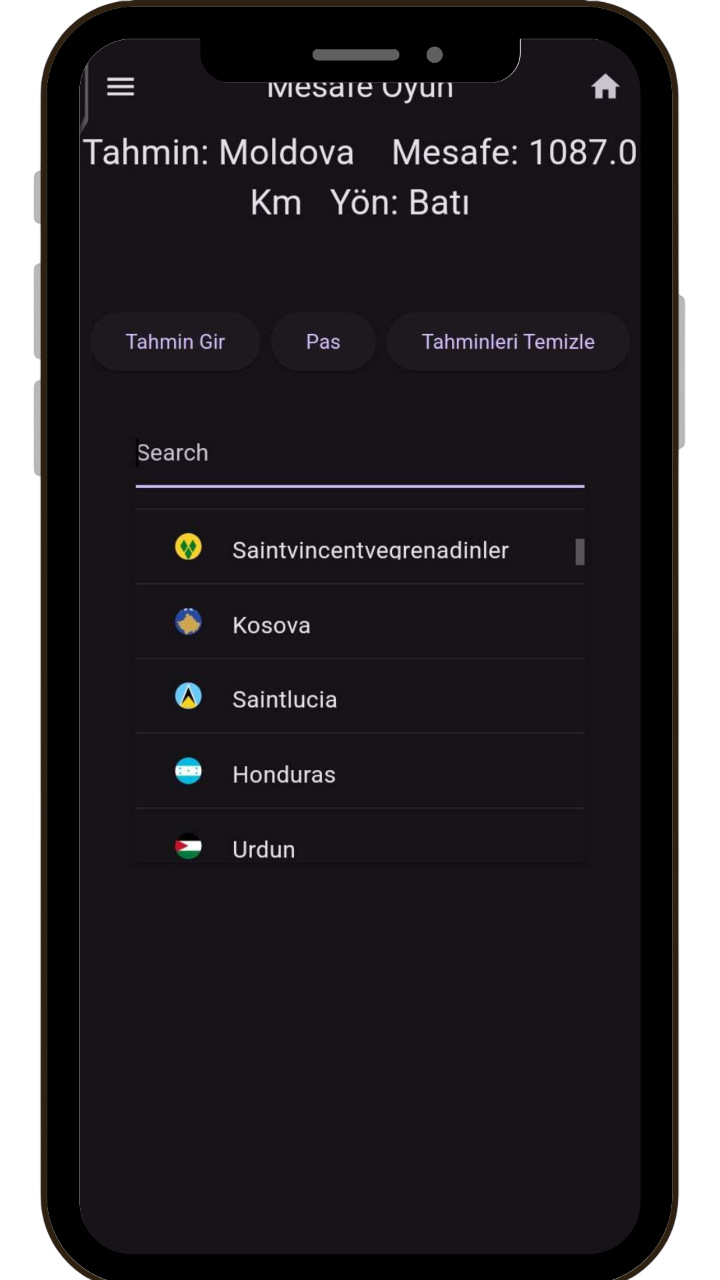 Mesafe Oyun
Tahmin: Moldova Mesafe: 1087.0
Km Yön: Batı
Tahmin Gir
Pas
Tahminleri Temizle
Search
Saintvincentvegrenadinler
Kosova
Saintlucia
Honduras
Urdun